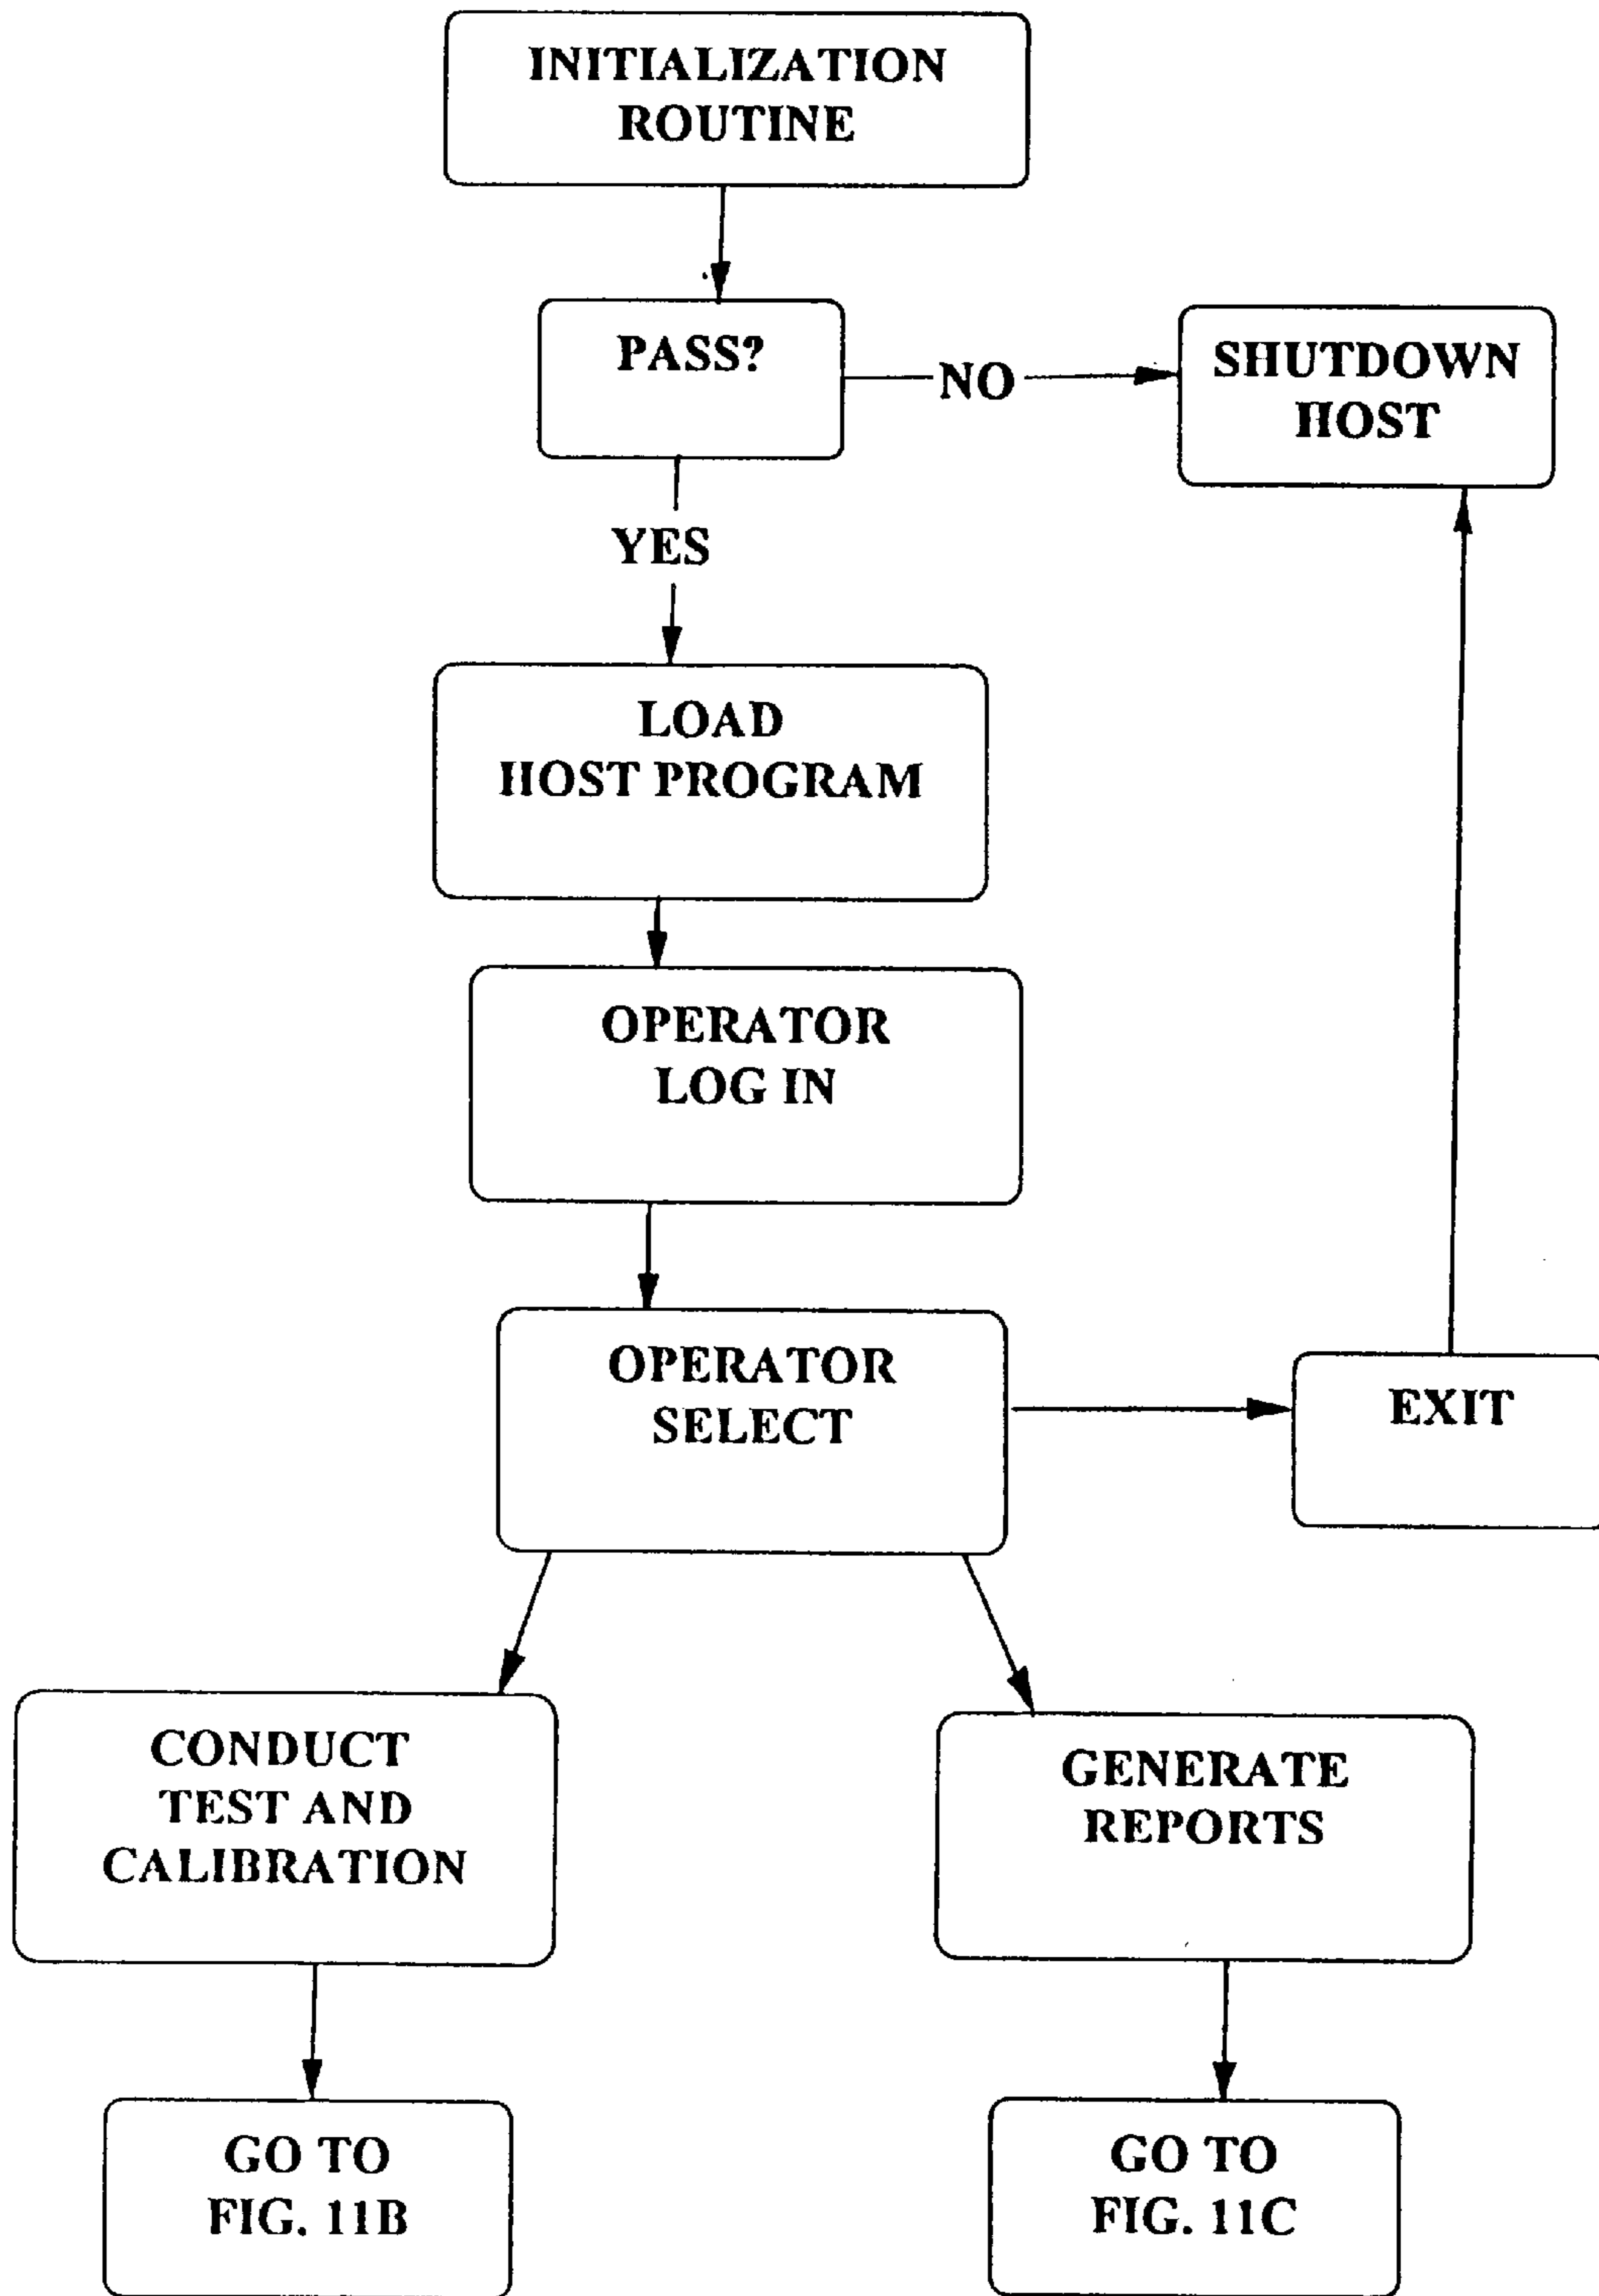 INITIALIZATION
ROUTINE
PASS?
NO
SHUTDOWN
HOST
YES
LOAD
HOST PROGRAM
OPERATOR
LOG IN
OPERATOR
SELECT
EXIT
CONDUCT
TEST AND
CALIBRATION
GENERATE
REPORTS
GO TO
FIG. 11B
GO TO
FIG. 11C